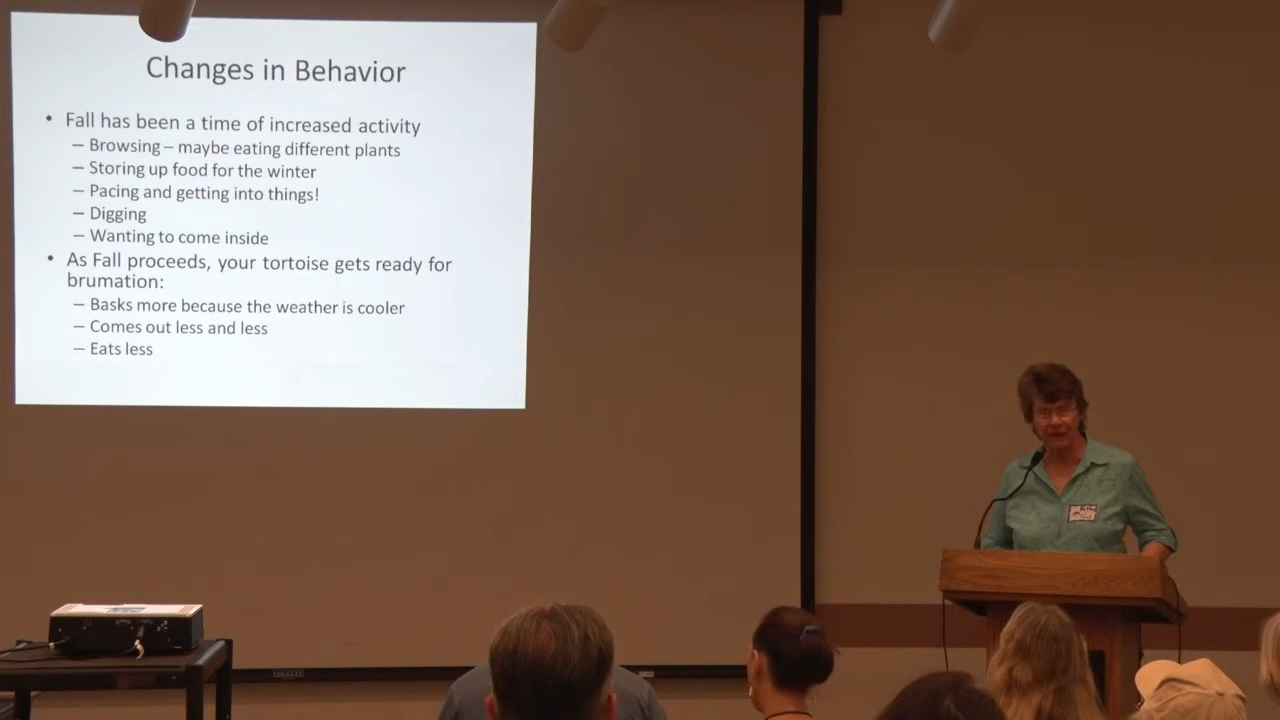 Changes in Behavior
• Fall has been a time of increased activity
– Browsing – maybe eating different plants
– Storing up food for the winter
– Pacing and getting into things!
– Digging
– Wanting to come inside
• As Fall proceeds, your tortoise gets ready for
brumation:
– Basks more because the weather is cooler
– Comes out less and less
– Eats less